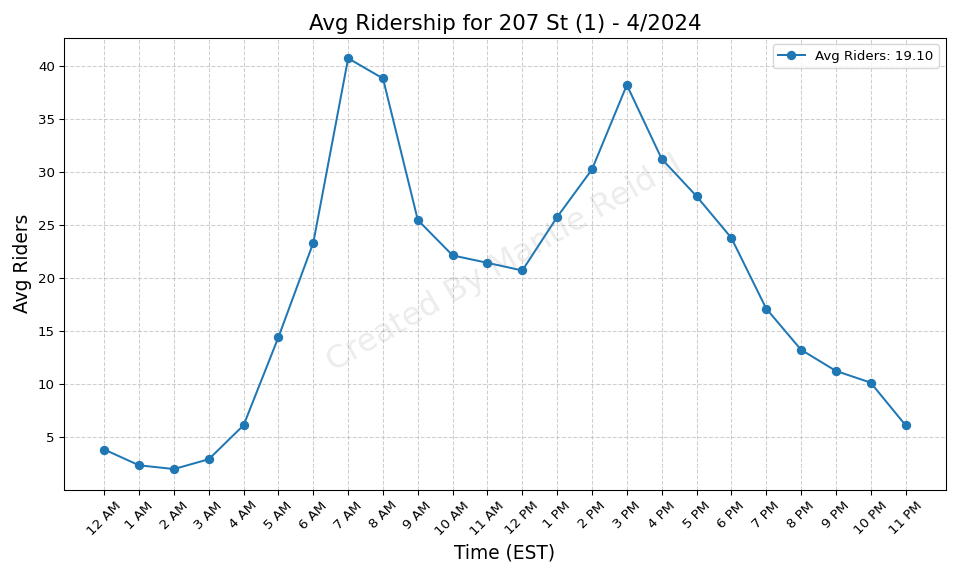 Avg Ridership for 207 St (1) - 4/2024
Avg Riders: 19.10
40
35
30
25
20
15
10
5
Avg Riders
Created By Mantie Reid II
12 AM
1 AM
2 AM
3 AM
4 AM
5 AM
6 AM
7 AM
8 AM
9 AM
10 AM
11 AM
12 PM
1 PM
2 PM
3 PM
4 PM
5 PM
6 PM
7 PM
8 PM
9 PM
10 PM
11 PM
Time (EST)